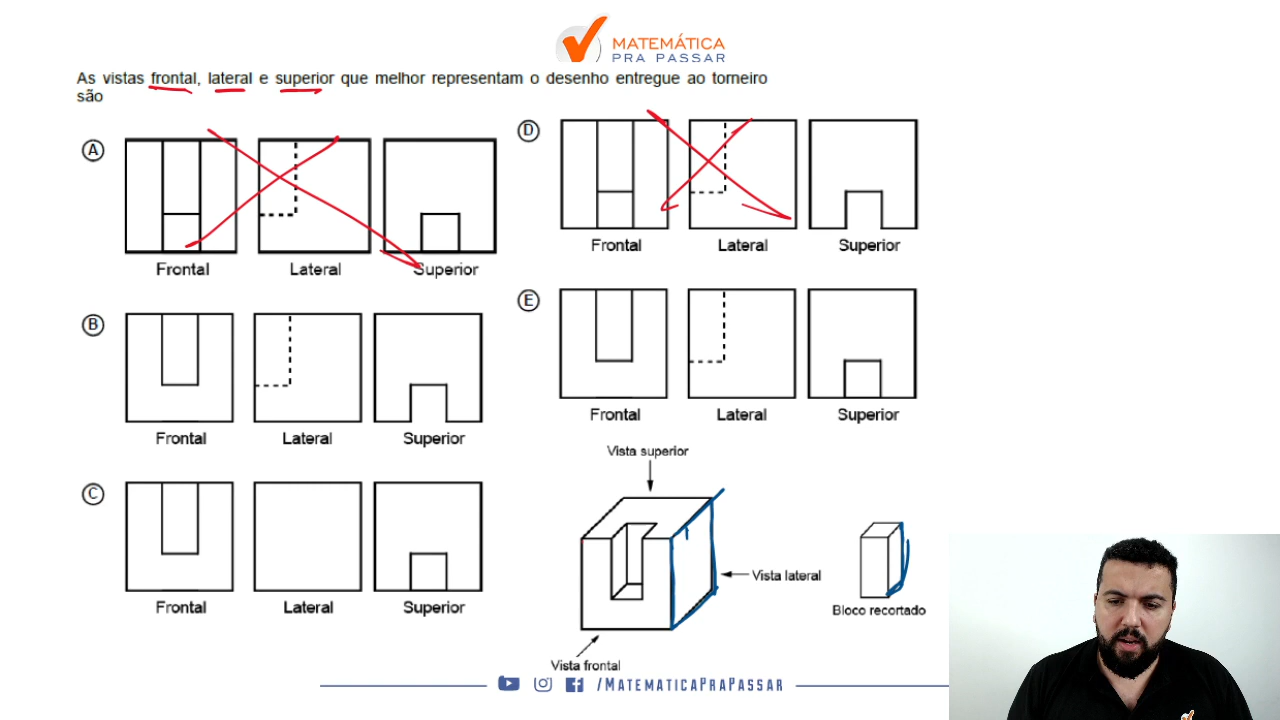 MATEMÁTICA
PRA PASSAR
As vistas frontal, lateral e superior que melhor representam o desenho entregue ao torneiro
são
A
Frontal
Lateral
Superior
B
Frontal
Lateral
Superior
C
Frontal
Lateral
Superior
D
Frontal
Lateral
Superior
E
Frontal
Lateral
Superior
Vista superior
Vista lateral
Vista frontal
Bloco recortado
/MATEMATICAPRAPASSAR